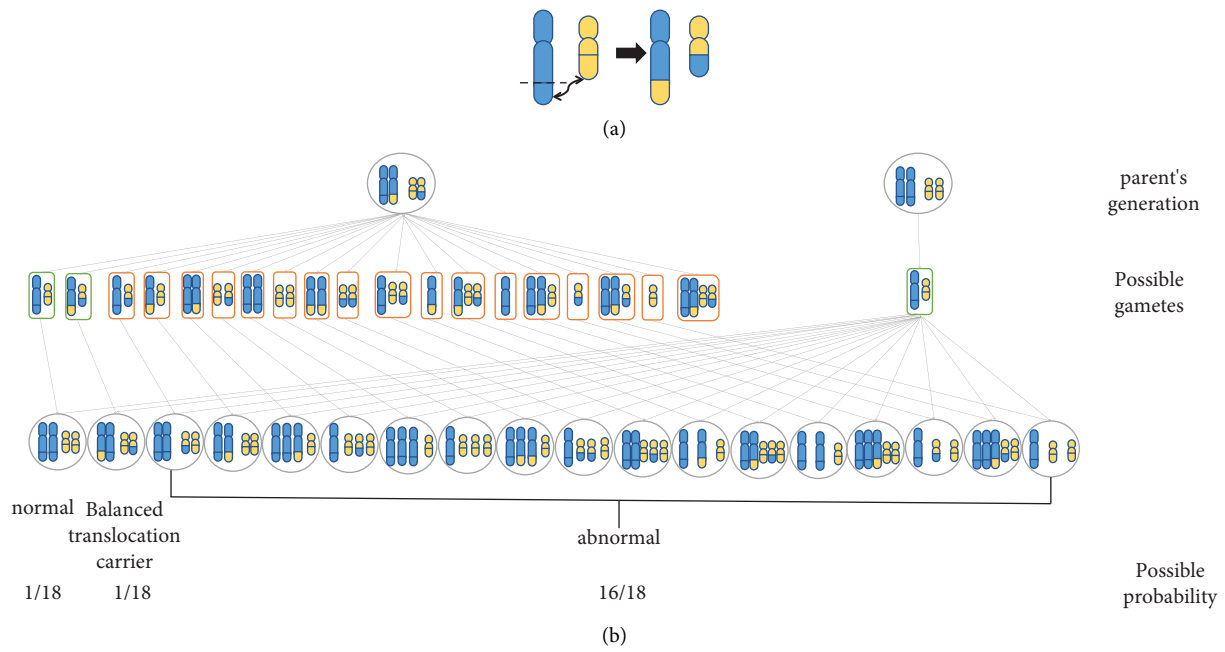 (a)
parent's
generation
Possible
gametes
normal
Balanced
translocation
carrier
abnormal
1/18
1/18
16/18
Possible
probability
(b)